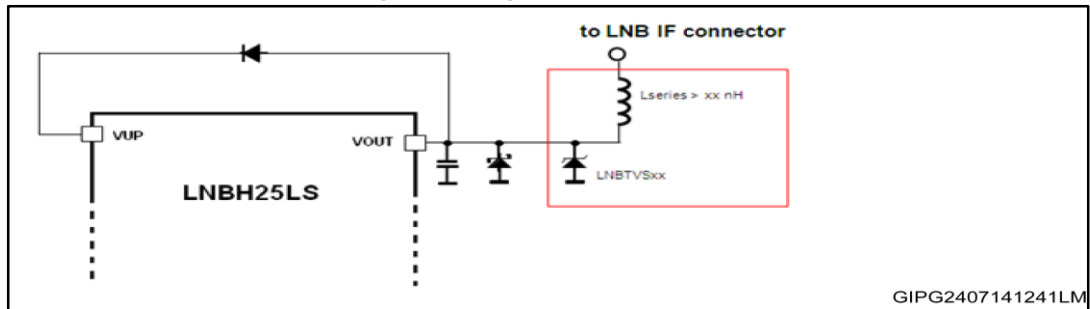 to LNB IF connector
Lseries > xx nH
VUP
VOUT
LNBTVSxx
LNBH25LS
GIPG2407141241LM